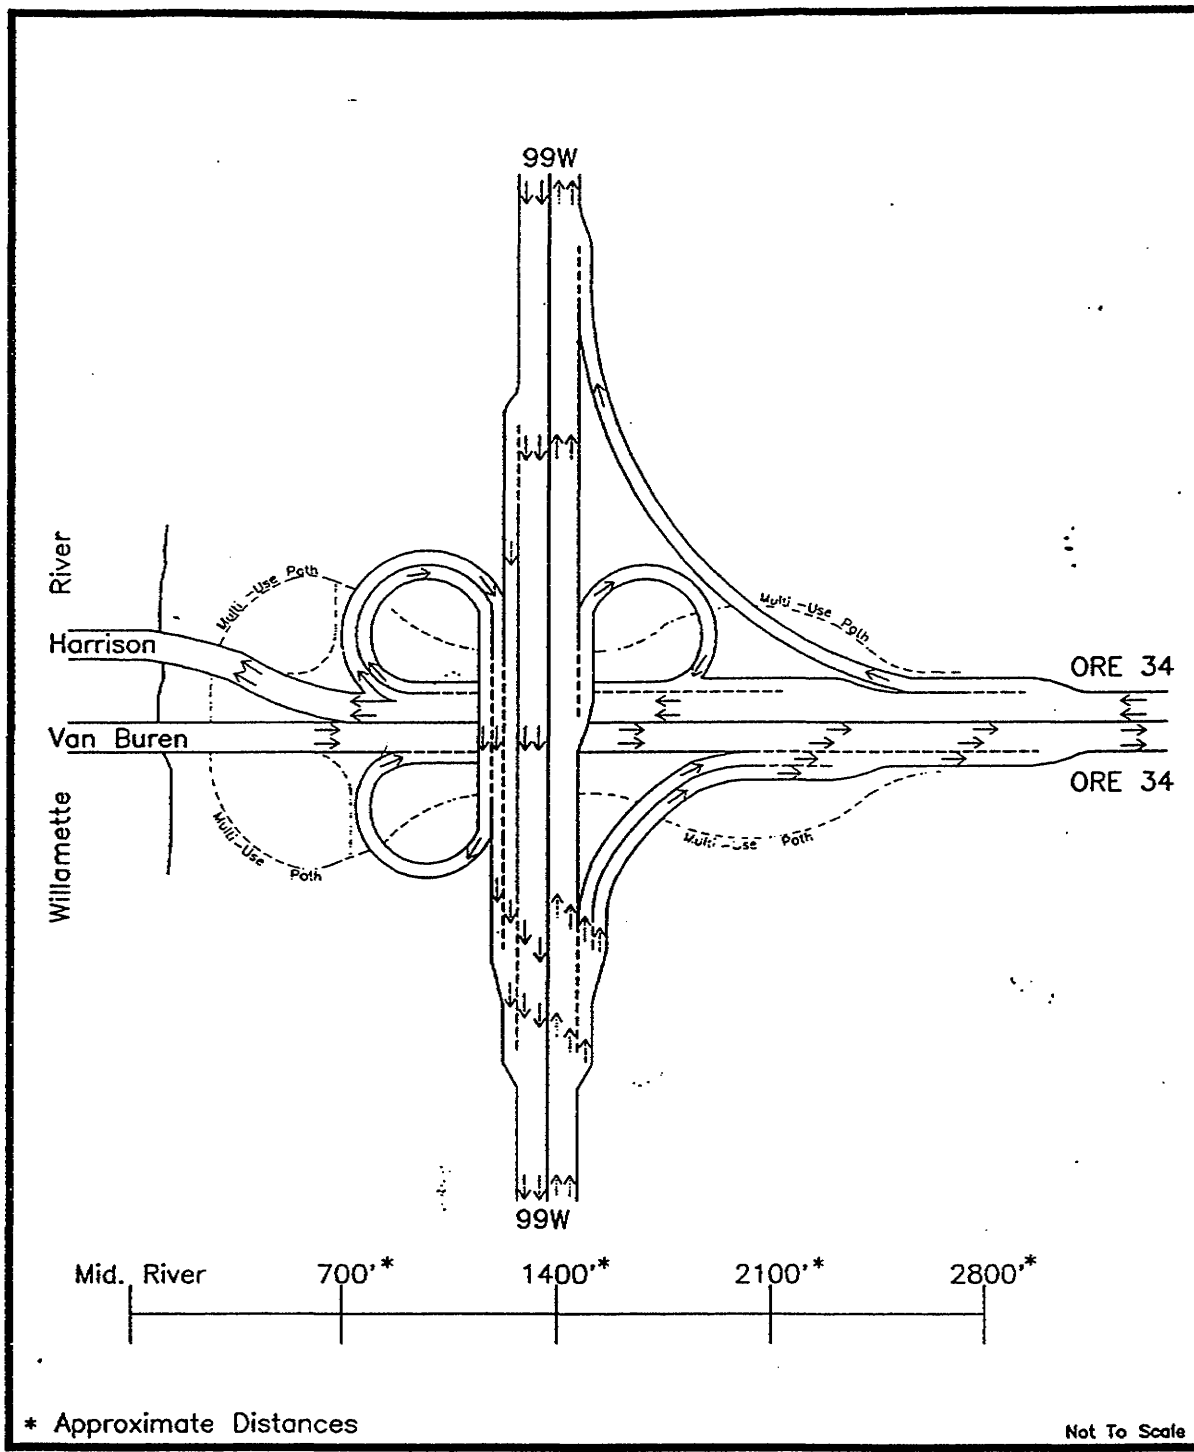 99W
River
Multi-Use Path
Multi-Use Path
Harrison
ORE 34
Van Buren
ORE 34
Willamette
Multi-Use Path
Multi-Use Path
99W
Mid. River 700'* 1400'* 2100'* 2800'*
* Approximate Distances
Not To Scale